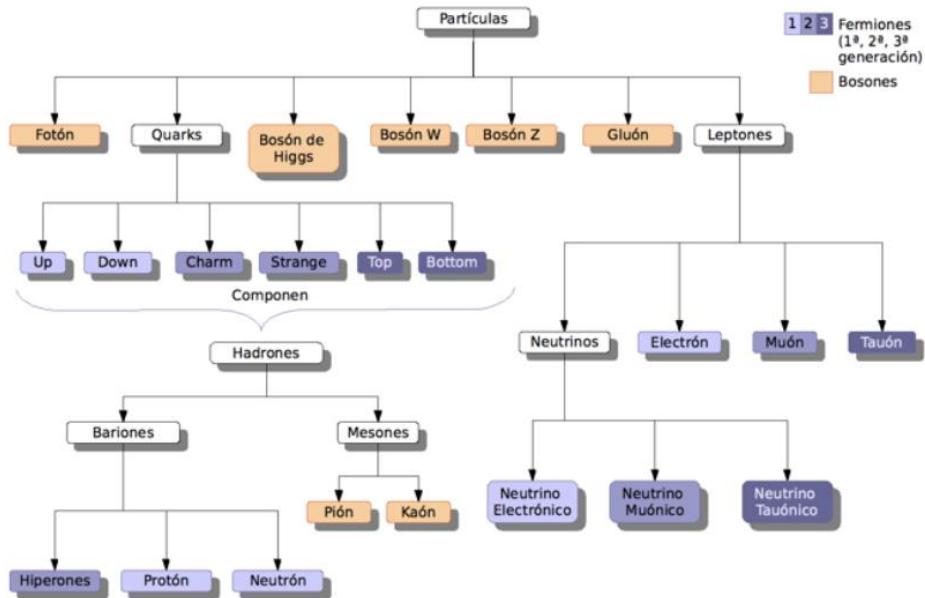 Partículas
1 2 3 Fermiones
(1ª, 2ª, 3ª
generación)
Bosones
Fotón
Quarks
Bosón de
Higgs
Bosón W
Bosón Z
Gluón
Leptones
Up
Down
Charm
Strange
Top
Bottom
Componen
Hadrones
Neutrinos
Electrón
Muón
Tauón
Bariones
Mesones
Pión
Kaón
Neutrino
Electrónico
Neutrino
Muónico
Neutrino
Tauónico
Hiperones
Protón
Neutrón